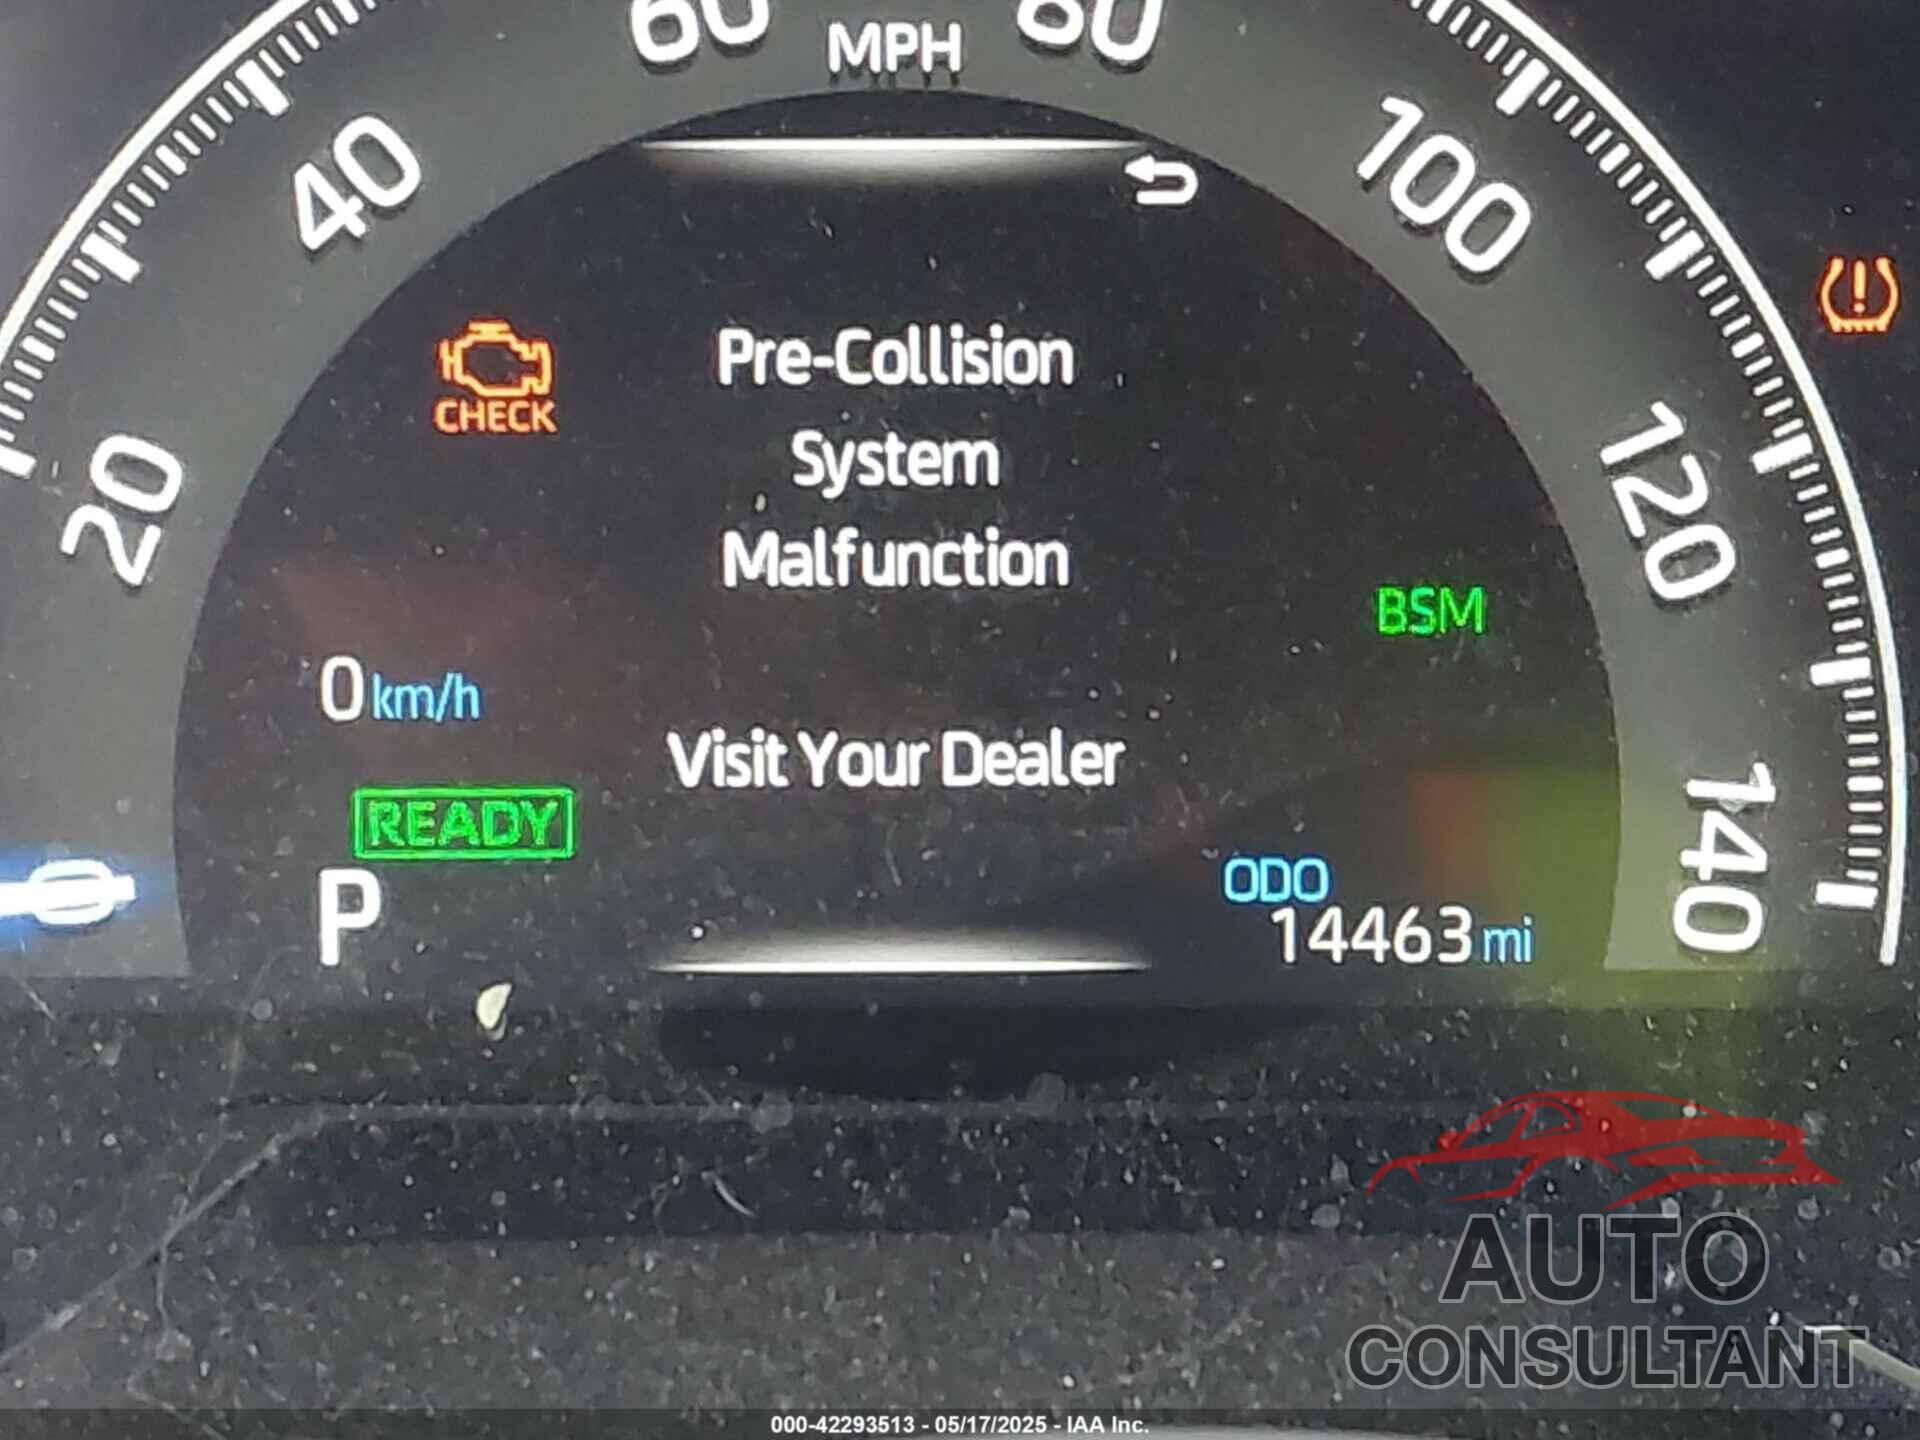 60 MPH 80
40 100
CHECK
Pre-Collision
System
Malfunction
20 120
BSM
0 km/h
Visit Your Dealer
READY
140
0
P
ODO
14463 mi
AUTO
CONSULTANT
000-42293513 - 05/17/2025 - IAA Inc.